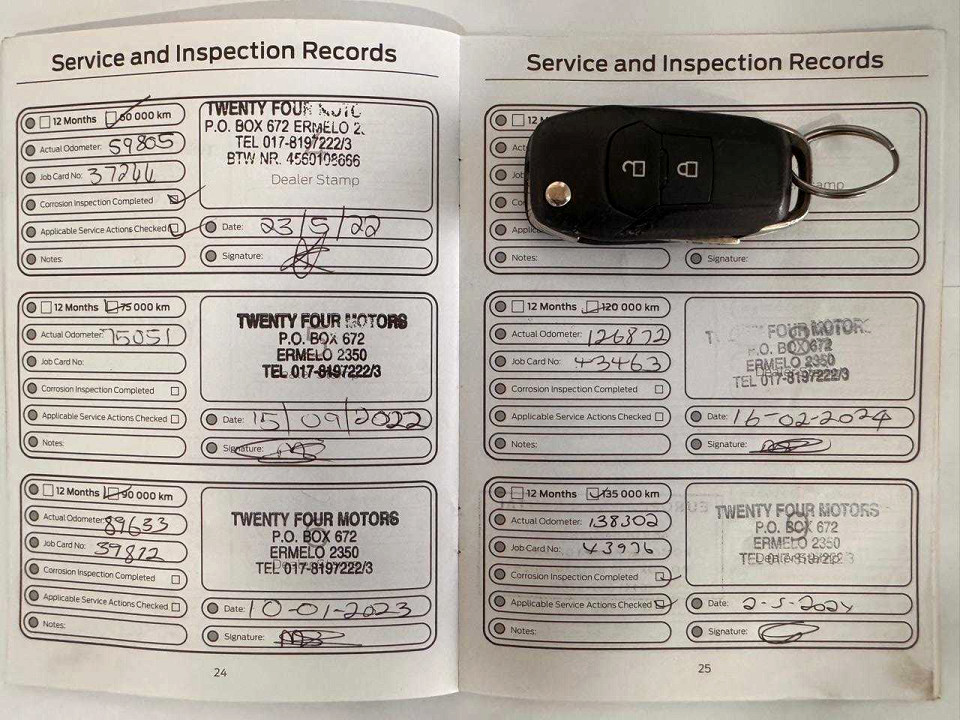 Service and Inspection Records
12 Months 60 000 km
Actual Odometer: 59805
Job Card No:
Corrosion Inspection Completed
Applicable Service Actions Checked
Notes:
TWENTY FOUR
P.O. BOX 672 ERMELO
TEL 017-8197222/3
BTW NR. 4560198666
Dealer Stamp
Date: 23/5/22
Signature:
12 Months 75 000 km
Actual Odometer: 75051
Job Card No:
Corrosion Inspection Completed
Applicable Service Actions Checked
Notes:
TWENTY FOUR MOTORS
P.O. BOX 672
ERMELO 2350
TEL 017-8197222/3
Date: 15/09/2022
Signature:
12 Months 90 000 km
Actual Odometer: 89633
Job Card No: 39812
Corrosion Inspection Completed
Applicable Service Actions Checked
Notes:
TWENTY FOUR MOTORS
P.O. BOX 672
ERMELO 2350
TEL 017-8197222/3
Date: 10-01-2023
Signature:
24
Service and Inspection Records
Notes:
Signature:
12 Months 120 000 km
Actual Odometer: 126872
Job Card No: 43463
Corrosion Inspection Completed
Applicable Service Actions Checked
Notes:
FOUR MOTORS
P.O. BOX 672
ERMELO 2350
TEL 017-8197222/3
Date: 16-02-2024
Signature:
12 Months 135 000 km
Actual Odometer: 138302
Job Card No: 43976
Corrosion Inspection Completed
Applicable Service Actions Checked
Notes:
TWENTY FOUR MOTORS
P.O. BOX 672
ERMELO 2350
Date: 2-5-2024
Signature:
25